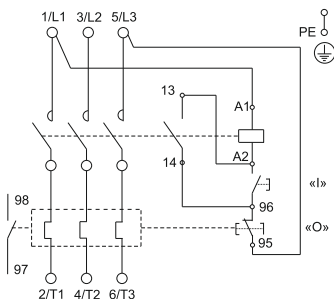 1/L1 3/L2 5/L3
PE
13 A1
14 A2
«I»
98 96
«O»
95
97
2/T1 4/T2 6/T3